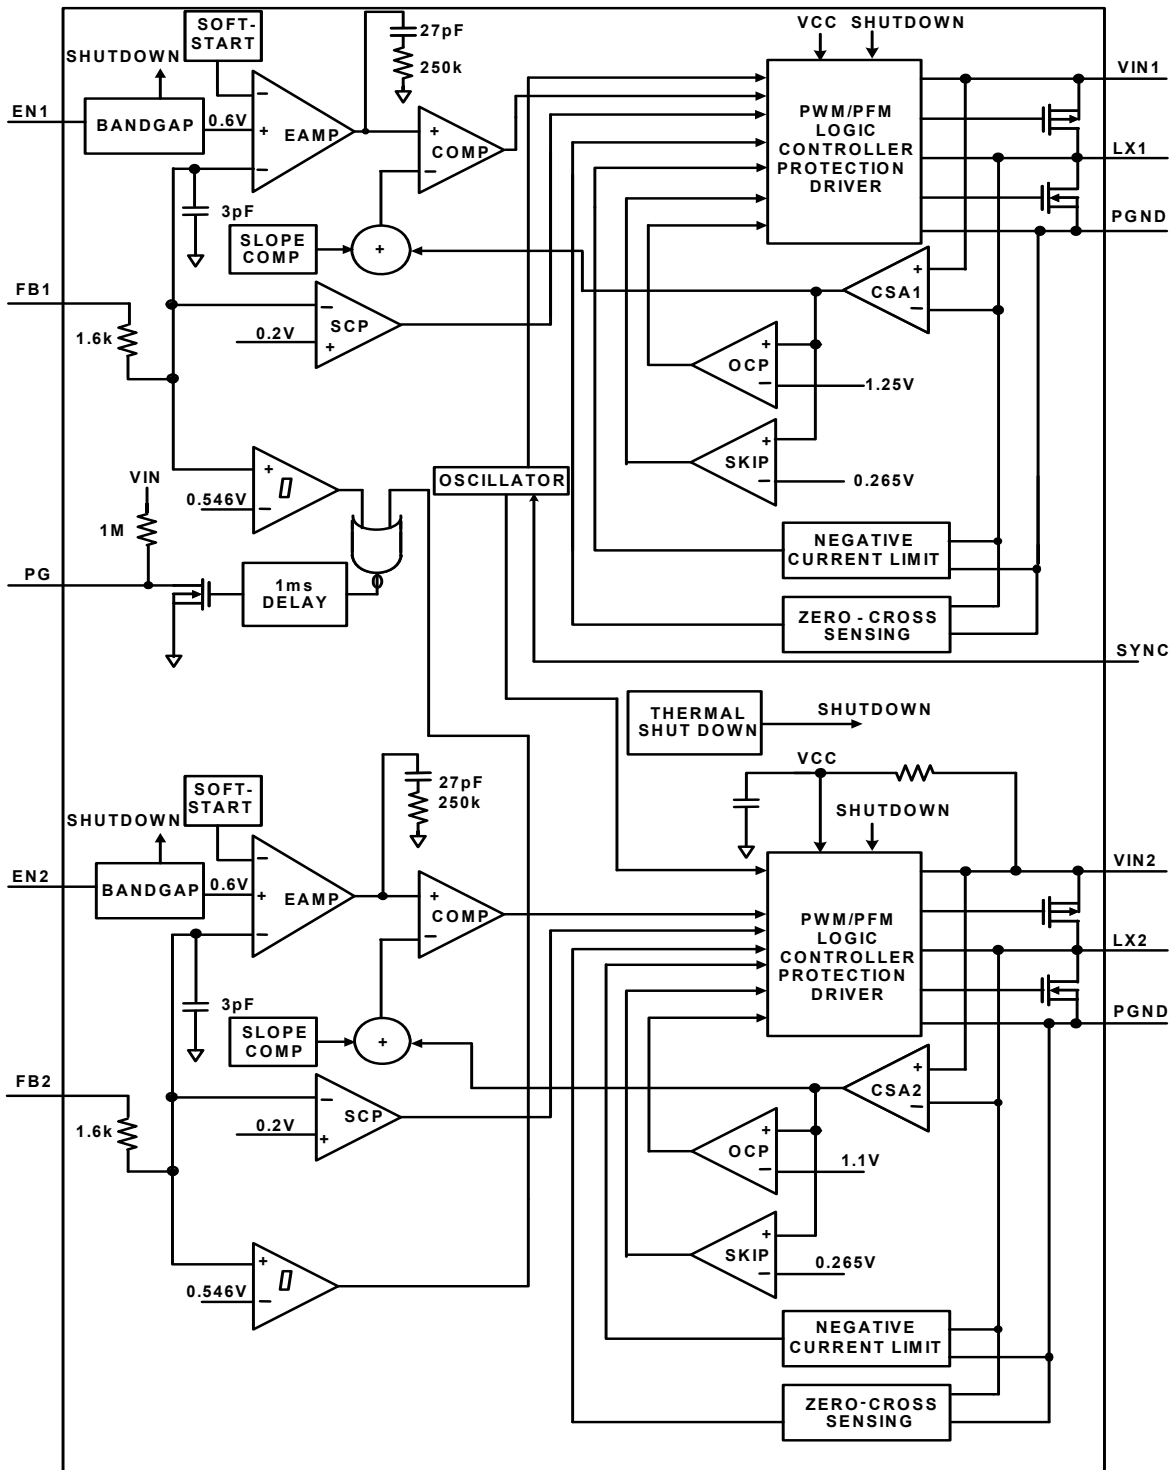 SOFT-
START
27pF
250k
VCC
SHUTDOWN
SHUTDOWN
VIN1
EN1
BANDGAP
0.6V
−
+
−
EAMP
+
−
COMP
PWM/PFM
LOGIC
CONTROLLER
PROTECTION
DRIVER
LX1
3pF
PGND
SLOPE
COMP
+
+
−
CSA1
FB1
1.6k
0.2V
−
+
SCP
+
−
OCP
1.25V
+
−
SKIP
0.265V
VIN
1M
+
−
0.546V
OSCILLATOR
NEGATIVE
CURRENT LIMIT
PG
1ms
DELAY
ZERO - CROSS
SENSING
SYNC
THERMAL
SHUT DOWN
SHUTDOWN
VCC
SOFT-
START
27pF
250k
SHUTDOWN
SHUTDOWN
VIN2
EN2
BANDGAP
0.6V
−
+
−
EAMP
+
−
COMP
PWM/PFM
LOGIC
CONTROLLER
PROTECTION
DRIVER
LX2
3pF
PGND
SLOPE
COMP
+
+
−
CSA2
FB2
1.6k
0.2V
−
+
SCP
+
−
OCP
1.1V
+
−
SKIP
0.265V
+
−
0.546V
NEGATIVE
CURRENT LIMIT
ZERO-CROSS
SENSING